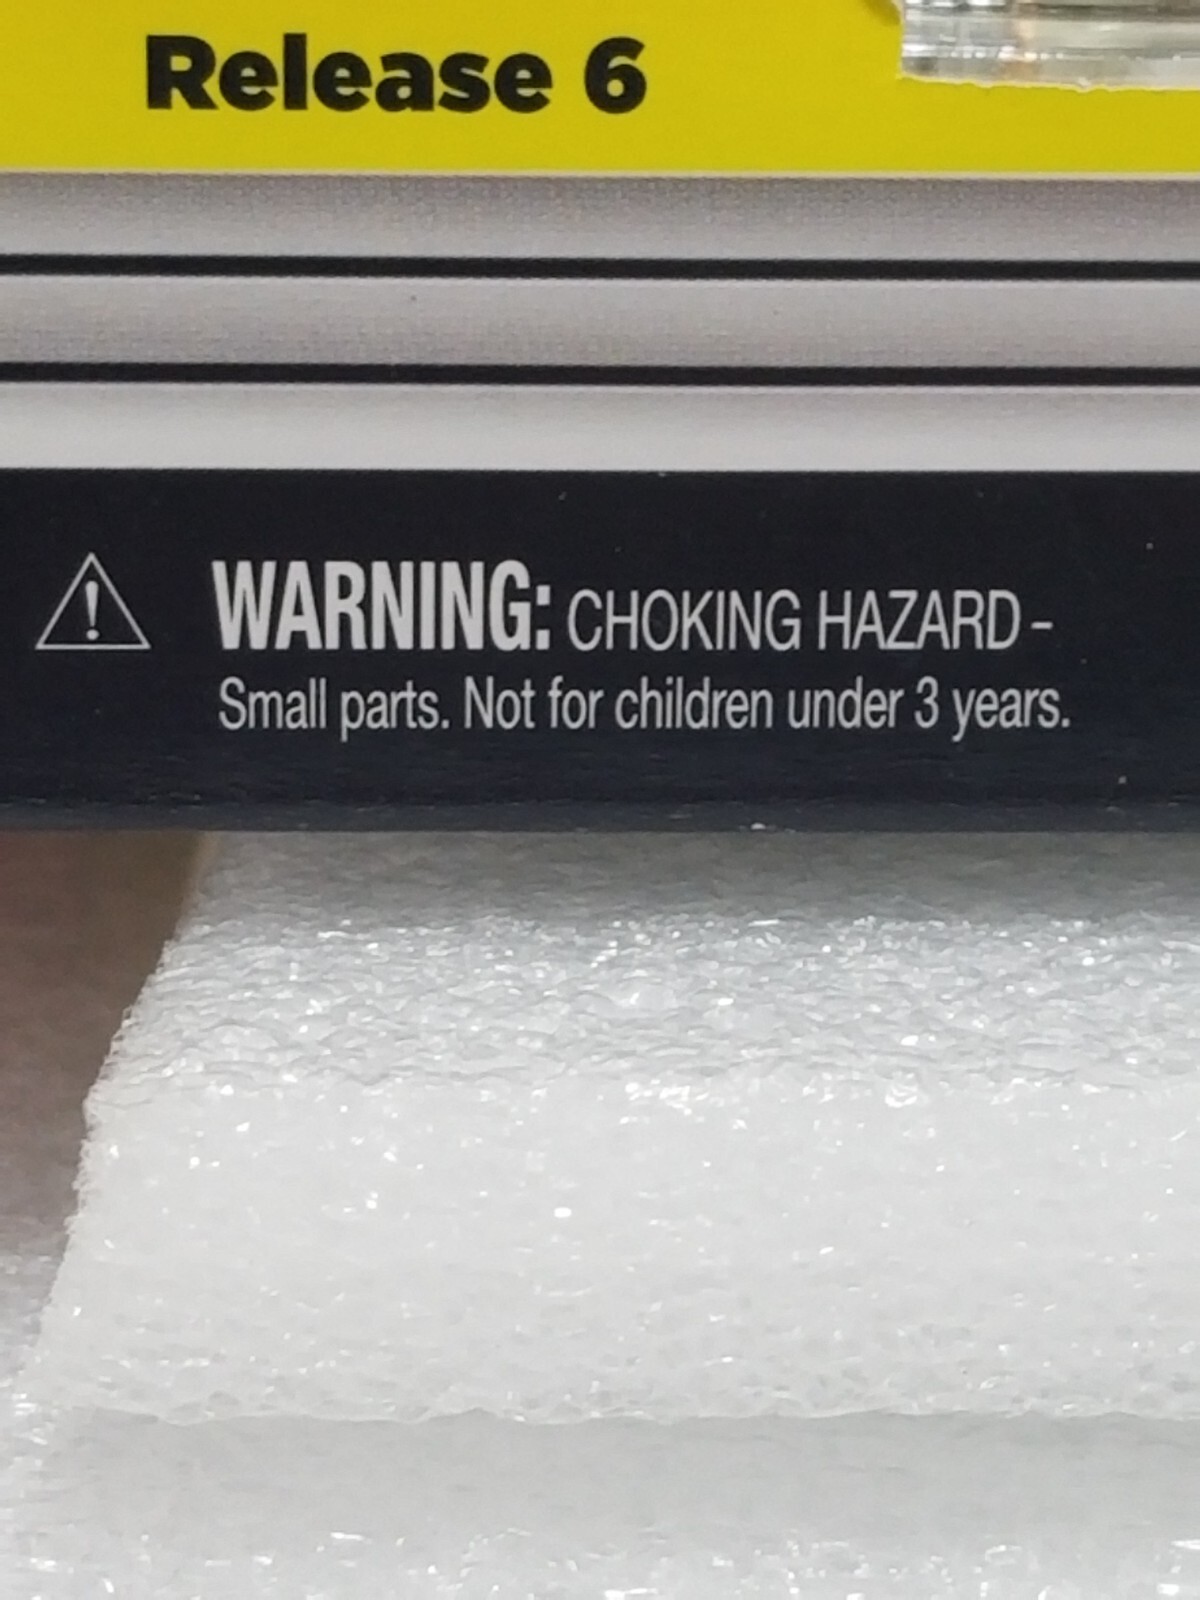 Release 6
WARNING: CHOKING HAZARD -
Small parts. Not for children under 3 years.